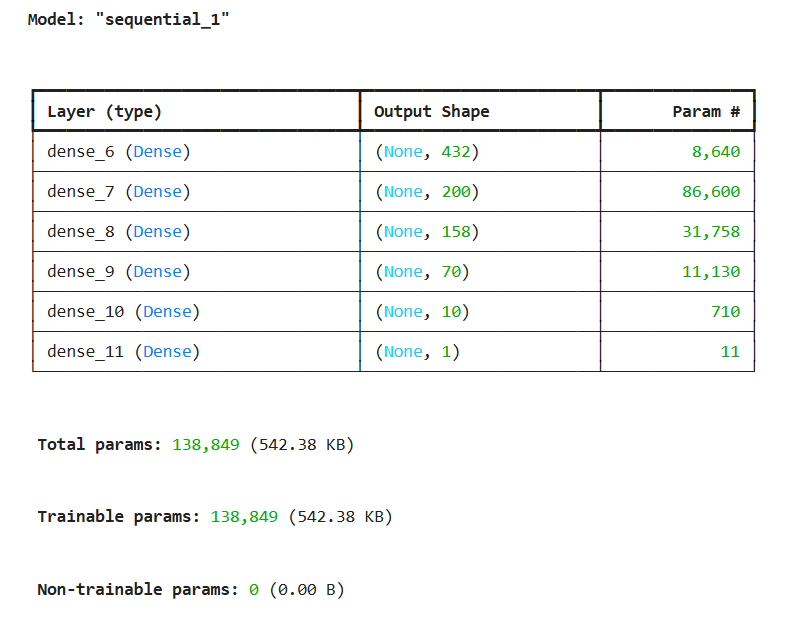 Model: "sequential_1"
Layer (type) Output Shape Param #
dense_6 (Dense) (None, 432) 8,640
dense_7 (Dense) (None, 200) 86,600
dense_8 (Dense) (None, 158) 31,758
dense_9 (Dense) (None, 70) 11,130
dense_10 (Dense) (None, 10) 710
dense_11 (Dense) (None, 1) 11
Total params: 138,849 (542.38 KB)
Trainable params: 138,849 (542.38 KB)
Non-trainable params: 0 (0.00 B)